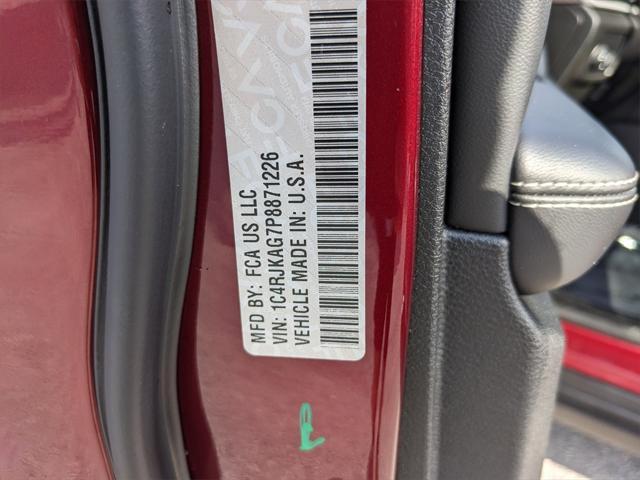 MFD BY: FCA US LLC
VIN: 1C4RJKAG7P8871226
VEHICLE MADE IN: U.S.A.